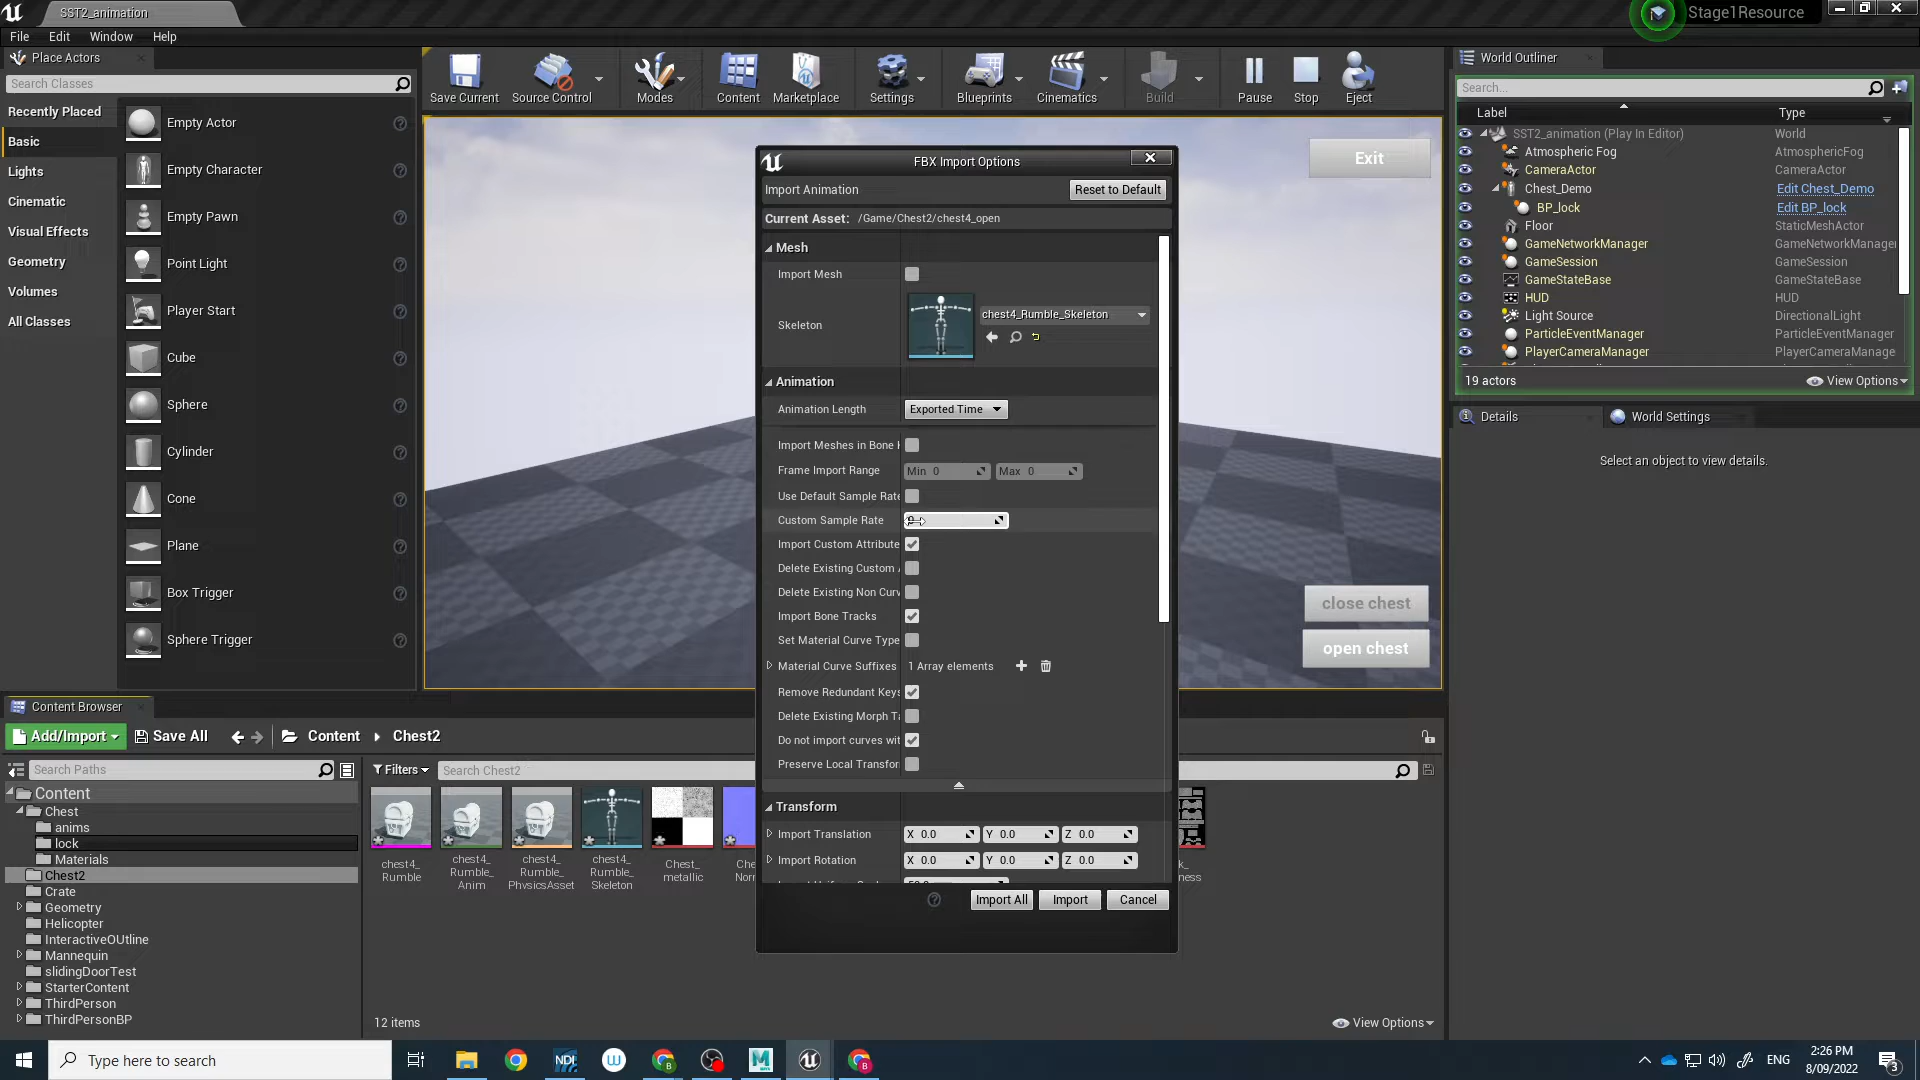 SST2_animation
Stage1Resource
File Edit Window Help
Place Actors
Search Classes
Recently Placed
Basic
Lights
Cinematic
Visual Effects
Geometry
Volumes
All Classes
Empty Actor
Empty Character
Empty Pawn
Point Light
Player Start
Cube
Sphere
Cylinder
Cone
Plane
Box Trigger
Sphere Trigger
Save Current
Source Control
Modes
Content
Marketplace
Settings
Blueprints
Cinematics
Build
Pause
Stop
Eject
Exit
close chest
open chest
FBX Import Options
Import Animation
Reset to Default
Current Asset: /Game/Chest2/chest4_open
Mesh
Import Mesh
Skeleton
chest4_Rumble_Skeleton
Animation
Animation Length Exported Time
Import Meshes in Bone
Frame Import Range Min 0 Max 0
Use Default Sample Rate
Custom Sample Rate
Import Custom Attribute
Delete Existing Custom
Delete Existing Non Curv
Import Bone Tracks
Set Material Curve Type
Material Curve Suffixes 1 Array elements
Remove Redundant Keys
Delete Existing Morph Ta
Do not import curves wit
Preserve Local Transfor
Transform
Import Translation X 0.0 Y 0.0 Z 0.0
Import Rotation X 0.0 Y 0.0 Z 0.0
Import All Import Cancel
World Outliner
Search...
Label Type
SST2_animation (Play In Editor) World
Atmospheric Fog AtmosphericFog
CameraActor CameraActor
Chest_Demo Edit Chest_Demo
BP_lock Edit BP_lock
Floor StaticMeshActor
GameNetworkManager GameNetworkManager
GameSession GameSession
GameStateBase GameStateBase
HUD HUD
Light Source DirectionalLight
ParticleEventManager ParticleEventManager
PlayerCameraManager PlayerCameraManage
19 actors View Options
Details World Settings
Select an object to view details.
Content Browser
Add/Import Save All Content Chest2
Search Paths
Filters Search Chest2
Content
Chest
anims
lock
Materials
Chest2
Crate
Geometry
Helicopter
InteractiveOUtline
Mannequin
slidingDoorTest
StarterContent
ThirdPerson
ThirdPersonBP
chest4_
Rumble
chest4_
Rumble_
Anim
chest4_
Rumble_
PhysicsAsset
chest4_
Rumble_
Skeleton
Chest_
metallic
Che
Norr
ness
12 items View Options
Type here to search
NDI
ENG
2:26 PM
8/09/2022
3